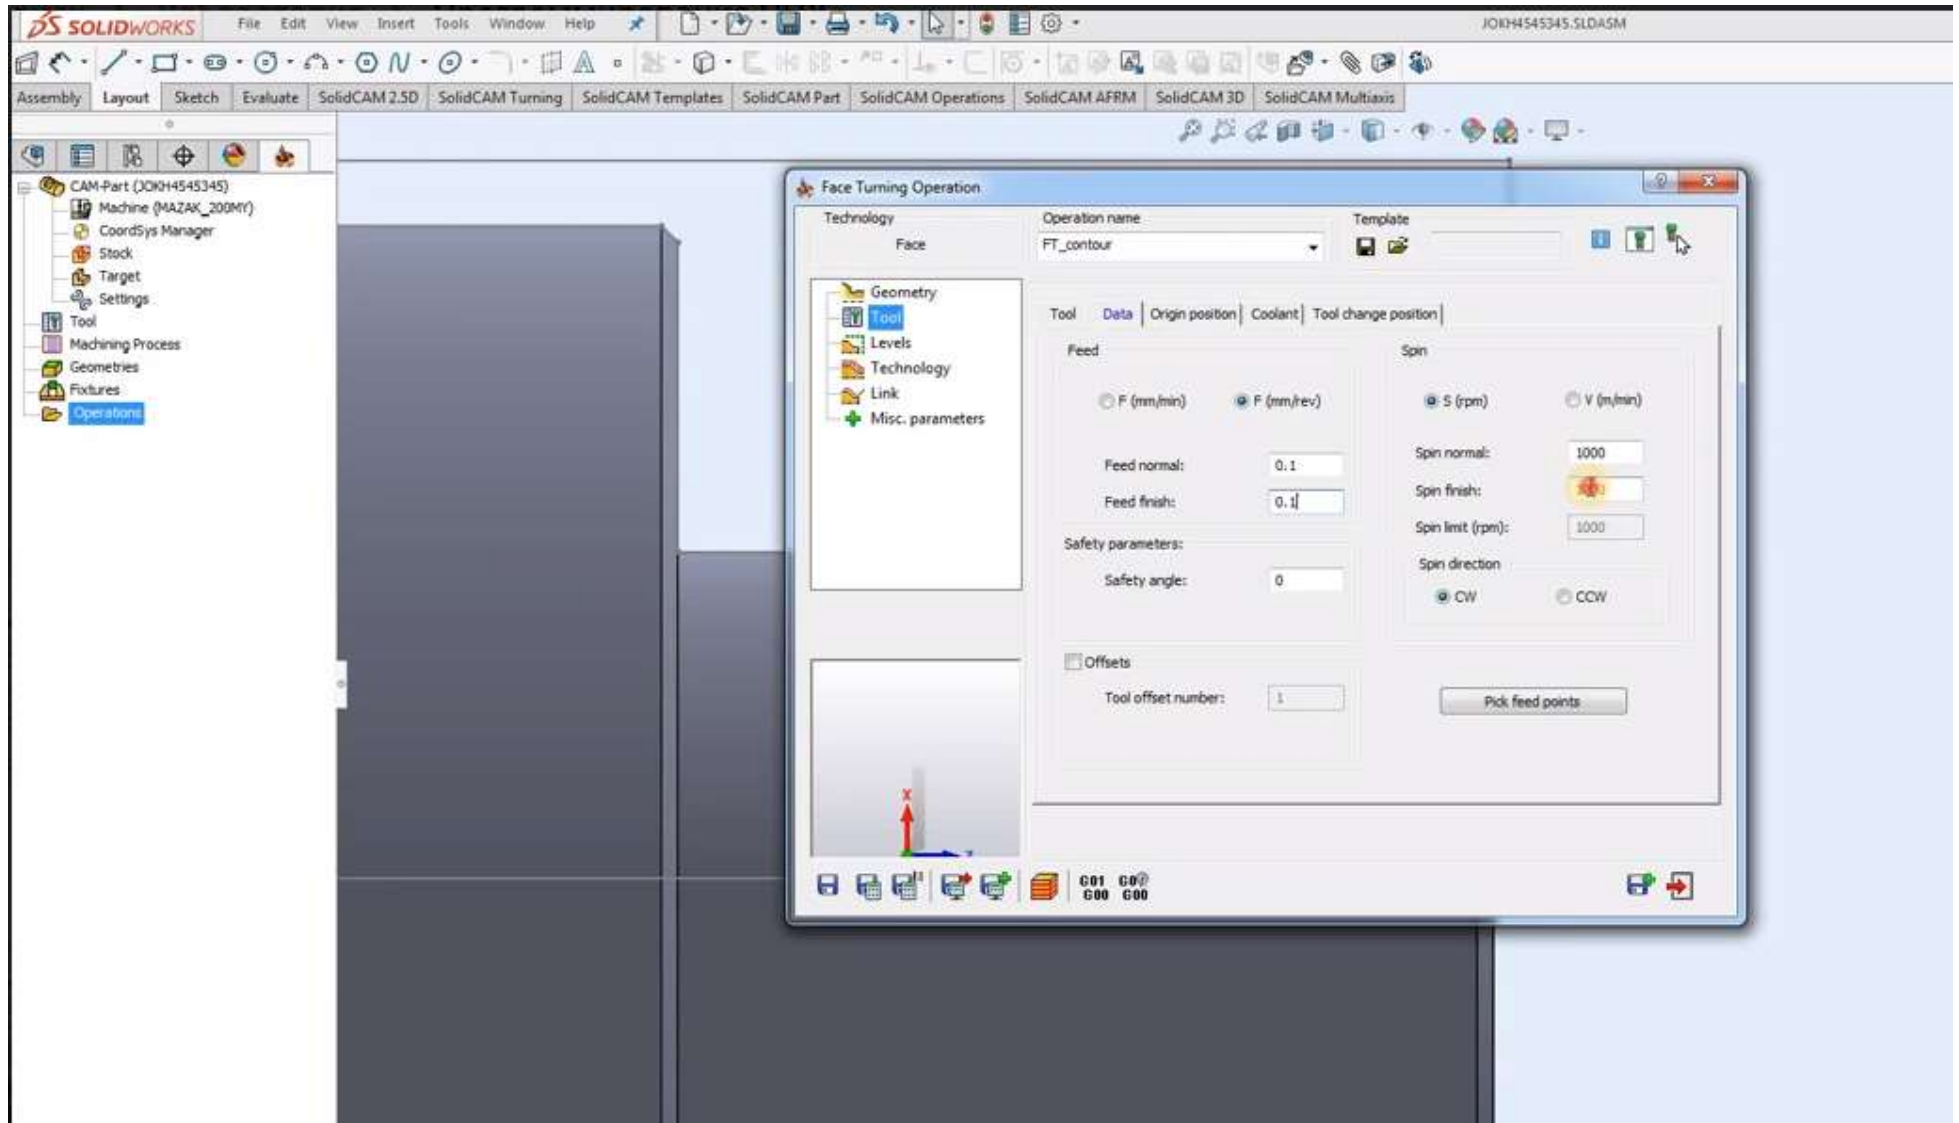 SOLIDWORKS File Edit View Insert Tools Window Help JOKH4545345.SLDASM
Assembly Layout Sketch Evaluate SolidCAM 2.5D SolidCAM Turning SolidCAM Templates SolidCAM Part SolidCAM Operations SolidCAM AFRM SolidCAM 3D SolidCAM Multiaxis
CAM-Part (JOKH4545345)
Machine (MAZAK_200MY)
CoordSys Manager
Stock
Target
Settings
Tool
Machining Process
Geometries
Fixtures
Operations
Face Turning Operation
Technology Operation name Template
Face FT_contour
Geometry
Tool
Levels
Technology
Link
Misc. parameters
Tool Data Origin position Coolant Tool change position
Feed
F (mm/min) F (mm/rev)
Feed normal: 0.1
Feed finish: 0.1
Safety parameters:
Safety angle: 0
Offsets
Tool offset number: 1
Spin
S (rpm) V (m/min)
Spin normal: 1000
Spin finish:
Spin limit (rpm): 1000
Spin direction
CW CCW
Pick feed points
X
G01
G00
G00